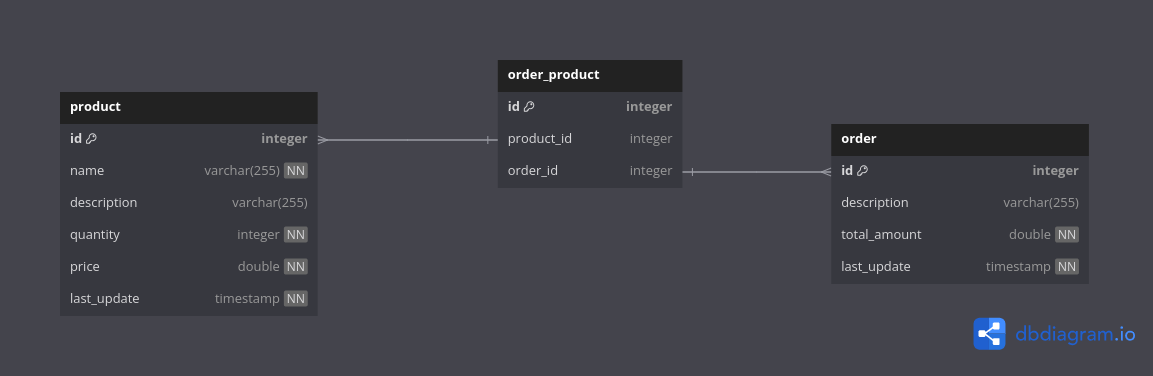 product
id integer
name varchar(255) NN
description varchar(255)
quantity integer NN
price double NN
last_update timestamp NN
order_product
id integer
product_id integer
order_id integer
order
id integer
description varchar(255)
total_amount double NN
last_update timestamp NN
dbdiagram.io